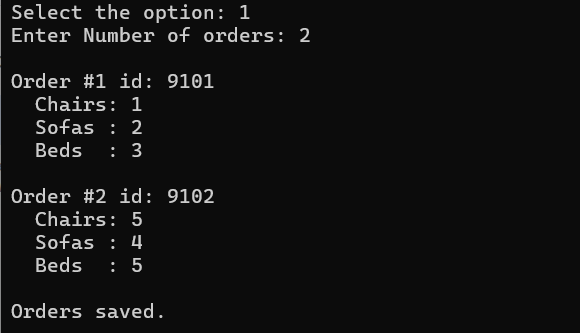 Select the option: 1
Enter Number of orders: 2
Order #1 id: 9101
Chairs: 1
Sofas : 2
Beds  : 3
Order #2 id: 9102
Chairs: 5
Sofas : 4
Beds  : 5
Orders saved.